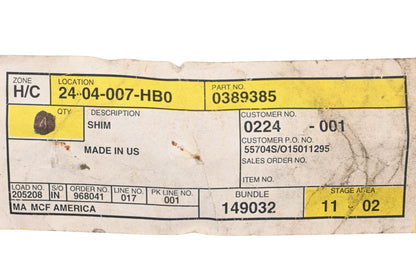 ZONE LOCATION PART NO.
H/C 24-04-007-HB0 0389385
QTY DESCRIPTION CUSTOMER NO.
4 SHIM 0224 -001
CUSTOMER P.O. NO.
MADE IN US 55704S/O15011295
SALES ORDER NO.
ITEM NO.
LOAD NO. S/O ORDER NO. LINE NO. PK LINE NO. BUNDLE STAGE AREA
205208 IN 968041 017 001 149032 11 - 02
MA MCF AMERICA